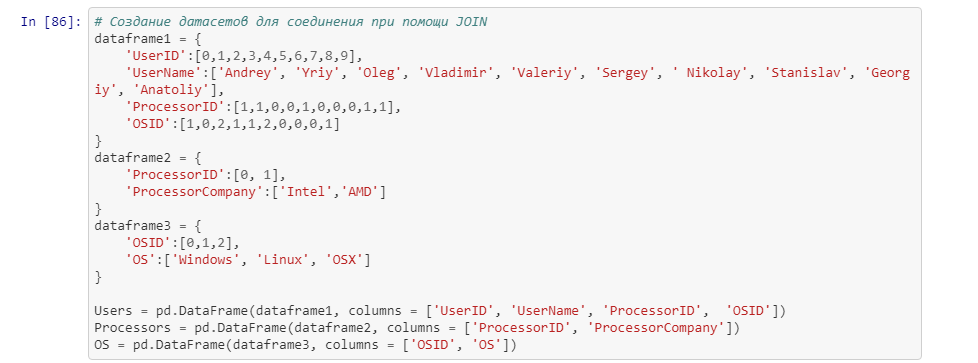 In [86]: # Создание датасетов для соединения при помощи JOIN
dataframe1 = {
    'UserID':[0,1,2,3,4,5,6,7,8,9],
    'UserName':['Andrey', 'Yriy', 'Oleg', 'Vladimir', 'Valeriy', 'Sergey', ' Nikolay', 'Stanislav', 'Georg
iy', 'Anatoliy'],
    'ProcessorID':[1,1,0,0,1,0,0,0,1,1],
    'OSID':[1,0,2,1,1,2,0,0,0,1]
}
dataframe2 = {
    'ProcessorID':[0, 1],
    'ProcessorCompany':['Intel','AMD']
}
dataframe3 = {
    'OSID':[0,1,2],
    'OS':['Windows', 'Linux', 'OSX']
}

Users = pd.DataFrame(dataframe1, columns = ['UserID', 'UserName', 'ProcessorID',  'OSID'])
Processors = pd.DataFrame(dataframe2, columns = ['ProcessorID', 'ProcessorCompany'])
OS = pd.DataFrame(dataframe3, columns = ['OSID', 'OS'])